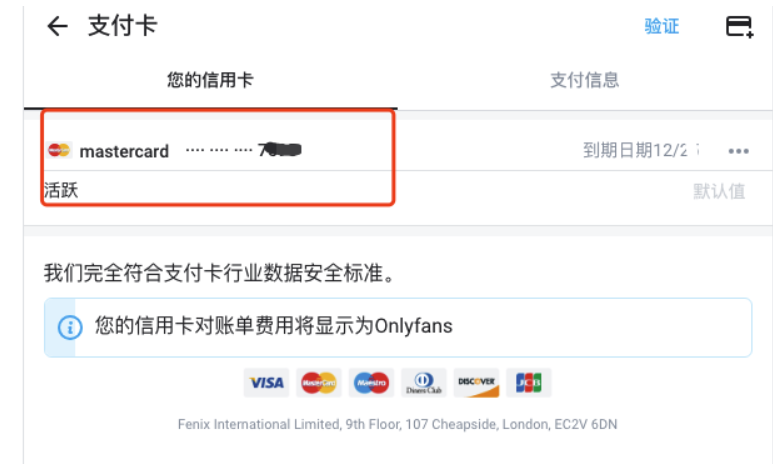 支付卡 验证
您的信用卡 支付信息
mastercard ···· ···· ···· 7 到期日期12/2
活跃 默认值
我们完全符合支付卡行业数据安全标准。
您的信用卡对账单费用将显示为Onlyfans
VISA MasterCard Maestro Diners Club DISCOVER JCB
Fenix International Limited, 9th Floor, 107 Cheapside, London, EC2V 6DN